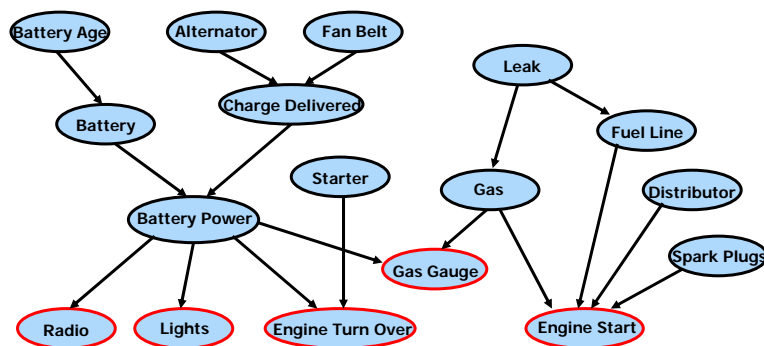 Battery Age
Alternator
Fan Belt
Leak
Charge Delivered
Battery
Fuel Line
Starter
Gas
Distributor
Battery Power
Spark Plugs
Gas Gauge
Radio
Lights
Engine Turn Over
Engine Start